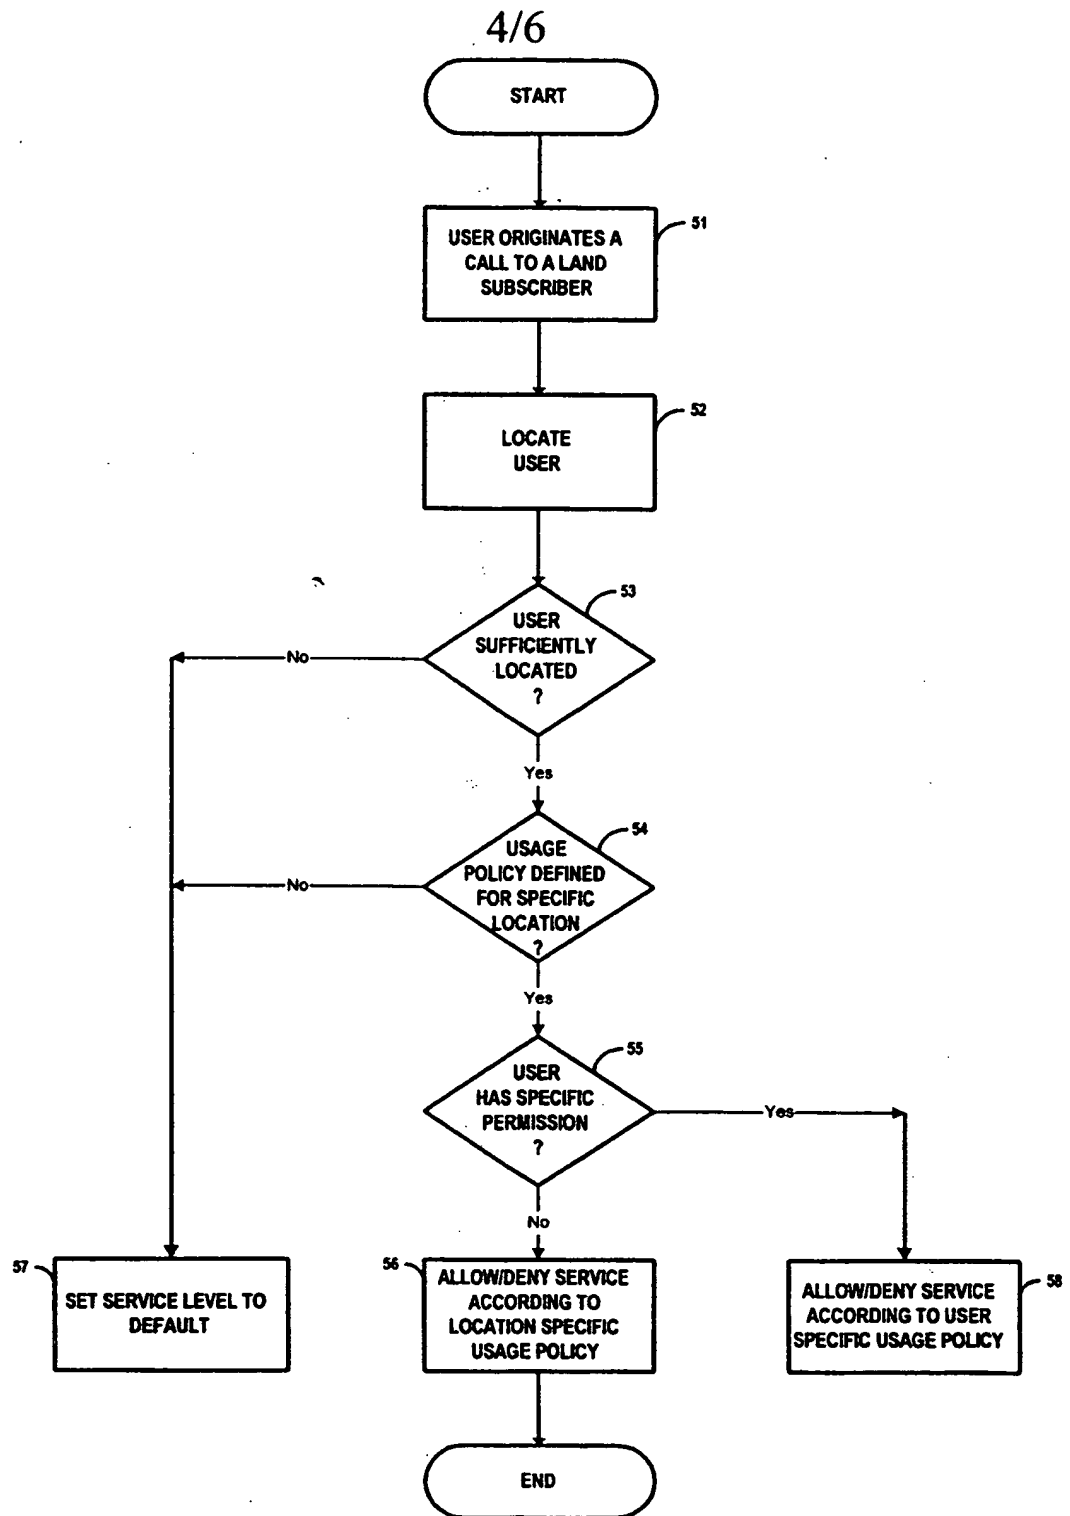 4/6
START
51
USER ORIGINATES A
CALL TO A LAND
SUBSCRIBER
52
LOCATE
USER
53
USER
SUFFICIENTLY
LOCATED
?
No
Yes
54
USAGE
POLICY DEFINED
FOR SPECIFIC
LOCATION
?
No
Yes
55
USER
HAS SPECIFIC
PERMISSION
?
Yes
No
57
SET SERVICE LEVEL TO
DEFAULT
56
ALLOW/DENY SERVICE
ACCORDING TO
LOCATION SPECIFIC
USAGE POLICY
58
ALLOW/DENY SERVICE
ACCORDING TO USER
SPECIFIC USAGE POLICY
END